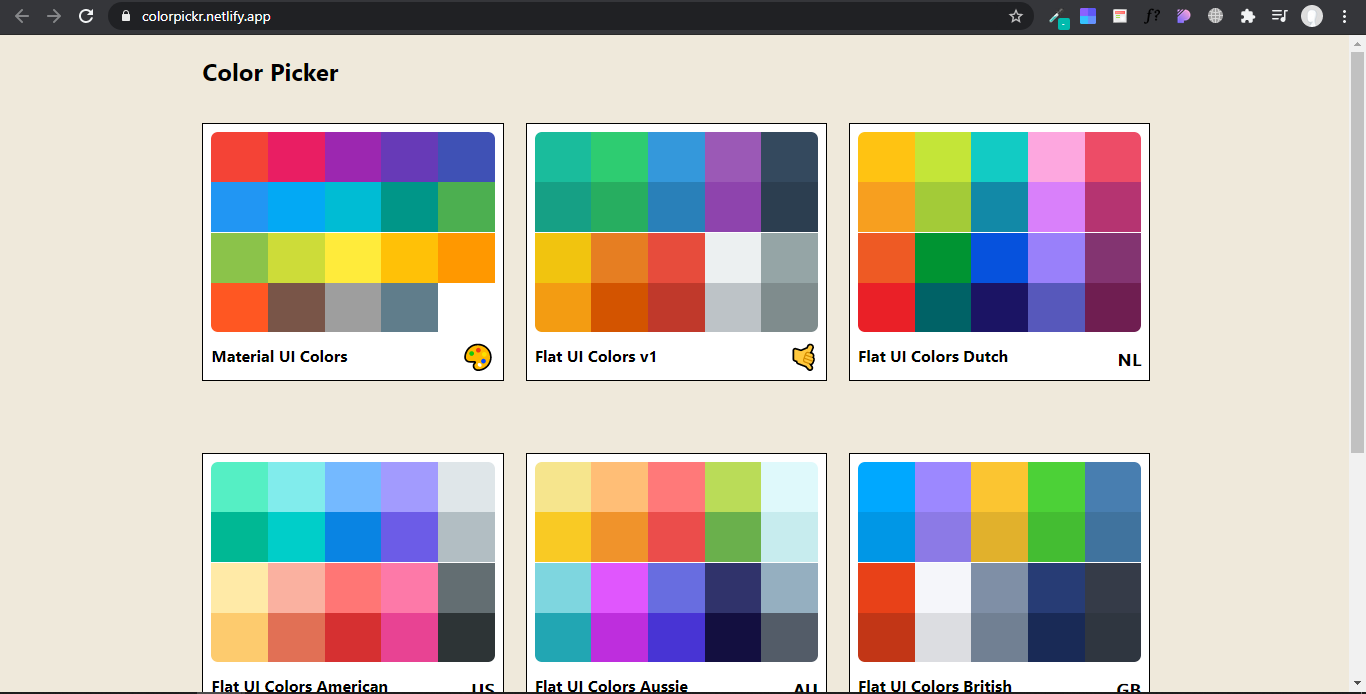 colorpickr.netlify.app
f?
Color Picker
Material UI Colors
Flat UI Colors v1
Flat UI Colors Dutch
NL
Flat UI Colors American
US
Flat UI Colors Aussie
AU
Flat UI Colors British
GB